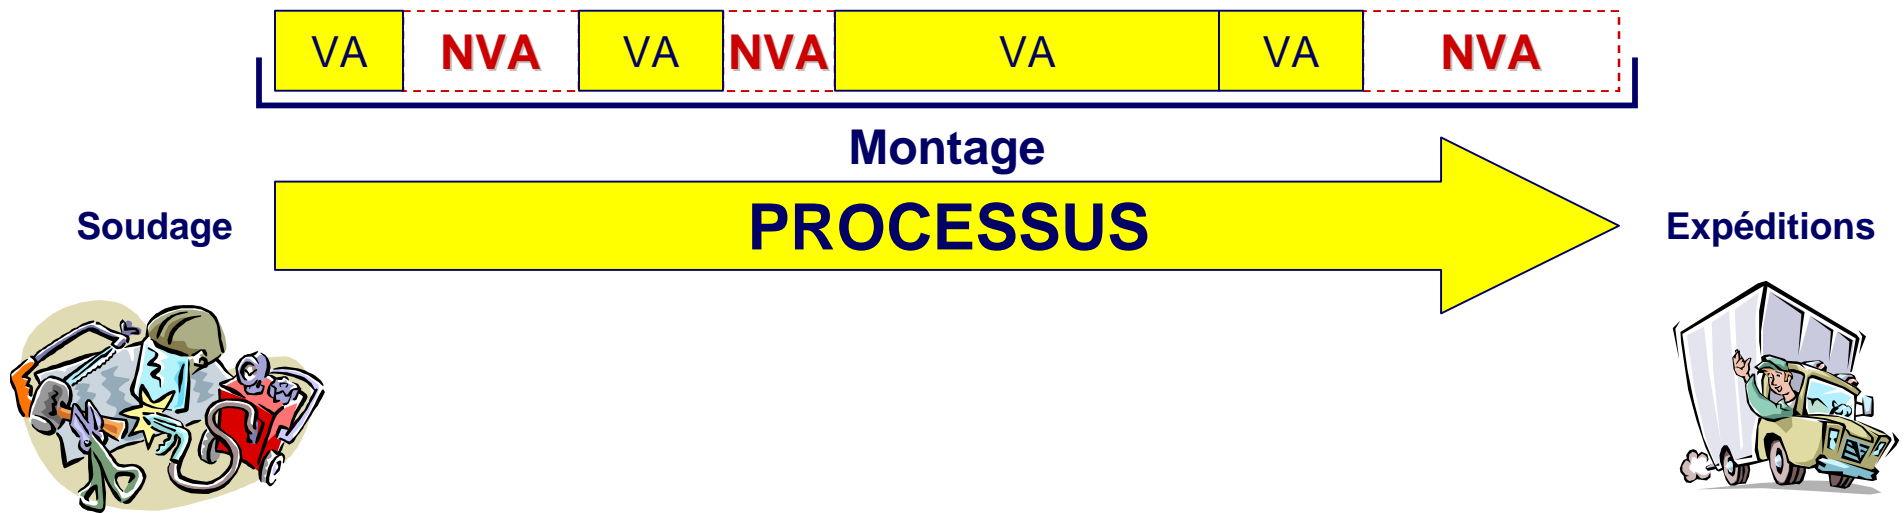 VA NVA VA NVA VA VA NVA
Montage
PROCESSUS
Soudage
Expéditions